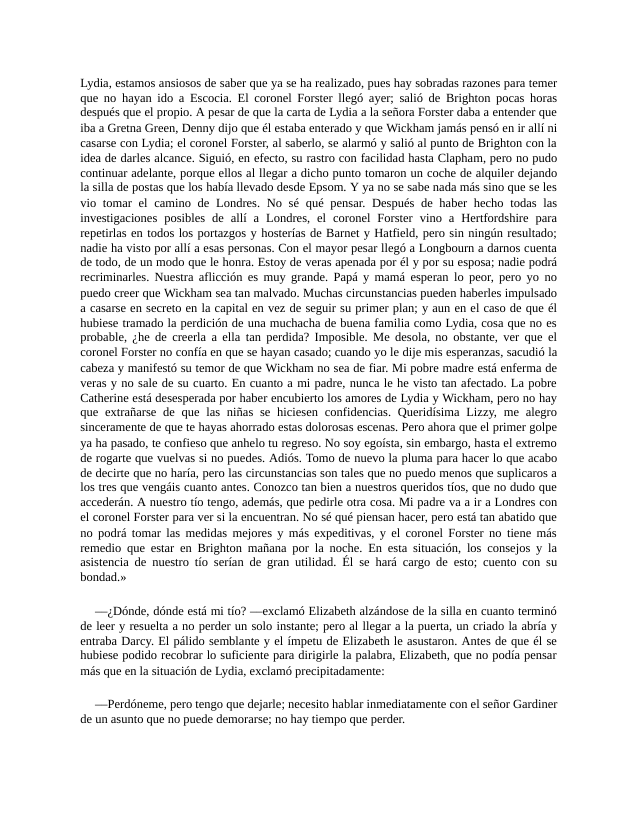 Lydia, estamos ansiosos de saber que ya se ha realizado, pues hay sobradas razones para temer
que no hayan ido a Escocia. El coronel Forster llegó ayer; salió de Brighton pocas horas
después que el propio. A pesar de que la carta de Lydia a la señora Forster daba a entender que
iba a Gretna Green, Denny dijo que él estaba enterado y que Wickham jamás pensó en ir allí ni
casarse con Lydia; el coronel Forster, al saberlo, se alarmó y salió al punto de Brighton con la
idea de darles alcance. Siguió, en efecto, su rastro con facilidad hasta Clapham, pero no pudo
continuar adelante, porque ellos al llegar a dicho punto tomaron un coche de alquiler dejando
la silla de postas que los había llevado desde Epsom. Y ya no se sabe nada más sino que se les
vio tomar el camino de Londres. No sé qué pensar. Después de haber hecho todas las
investigaciones posibles de allí a Londres, el coronel Forster vino a Hertfordshire para
repetirlas en todos los portazgos y hosterías de Barnet y Hatfield, pero sin ningún resultado;
nadie ha visto por allí a esas personas. Con el mayor pesar llegó a Longbourn a darnos cuenta
de todo, de un modo que le honra. Estoy de veras apenada por él y por su esposa; nadie podrá
recriminarles. Nuestra aflicción es muy grande. Papá y mamá esperan lo peor, pero yo no
puedo creer que Wickham sea tan malvado. Muchas circunstancias pueden haberles impulsado
a casarse en secreto en la capital en vez de seguir su primer plan; y aun en el caso de que él
hubiese tramado la perdición de una muchacha de buena familia como Lydia, cosa que no es
probable, ¿he de creerla a ella tan perdida? Imposible. Me desola, no obstante, ver que el
coronel Forster no confía en que se hayan casado; cuando yo le dije mis esperanzas, sacudió la
cabeza y manifestó su temor de que Wickham no sea de fiar. Mi pobre madre está enferma de
veras y no sale de su cuarto. En cuanto a mi padre, nunca le he visto tan afectado. La pobre
Catherine está desesperada por haber encubierto los amores de Lydia y Wickham, pero no hay
que extrañarse de que las niñas se hiciesen confidencias. Queridísima Lizzy, me alegro
sinceramente de que te hayas ahorrado estas dolorosas escenas. Pero ahora que el primer golpe
ya ha pasado, te confieso que anhelo tu regreso. No soy egoísta, sin embargo, hasta el extremo
de rogarte que vuelvas si no puedes. Adiós. Tomo de nuevo la pluma para hacer lo que acabo
de decirte que no haría, pero las circunstancias son tales que no puedo menos que suplicaros a
los tres que vengáis cuanto antes. Conozco tan bien a nuestros queridos tíos, que no dudo que
accederán. A nuestro tío tengo, además, que pedirle otra cosa. Mi padre va a ir a Londres con
el coronel Forster para ver si la encuentran. No sé qué piensan hacer, pero está tan abatido que
no podrá tomar las medidas mejores y más expeditivas, y el coronel Forster no tiene más
remedio que estar en Brighton mañana por la noche. En esta situación, los consejos y la
asistencia de nuestro tío serían de gran utilidad. Él se hará cargo de esto; cuento con su
bondad.»
—¿Dónde, dónde está mi tío? —exclamó Elizabeth alzándose de la silla en cuanto terminó
de leer y resuelta a no perder un solo instante; pero al llegar a la puerta, un criado la abría y
entraba Darcy. El pálido semblante y el ímpetu de Elizabeth le asustaron. Antes de que él se
hubiese podido recobrar lo suficiente para dirigirle la palabra, Elizabeth, que no podía pensar
más que en la situación de Lydia, exclamó precipitadamente:
—Perdóneme, pero tengo que dejarle; necesito hablar inmediatamente con el señor Gardiner
de un asunto que no puede demorarse; no hay tiempo que perder.